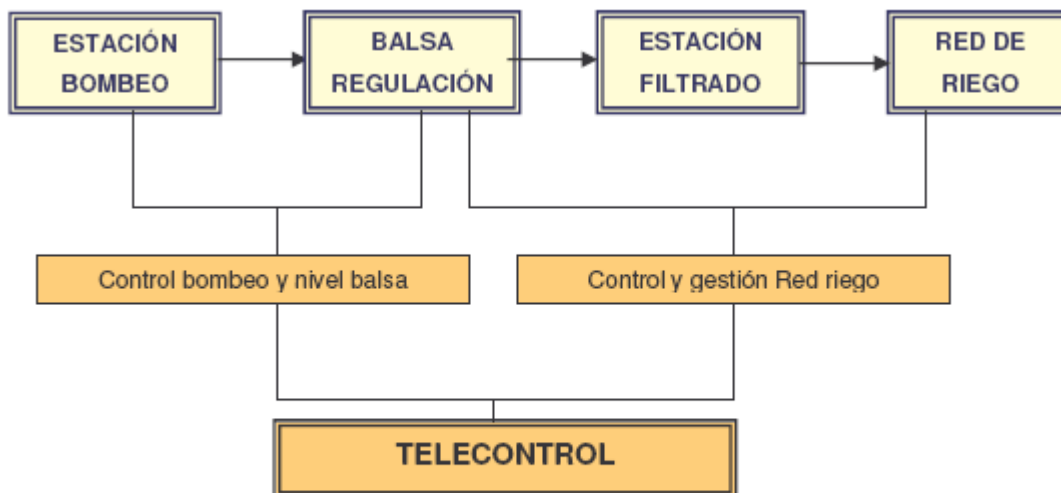 ESTACIÓN
BOMBEO
BALSA
REGULACIÓN
ESTACIÓN
FILTRADO
RED DE
RIEGO
Control bombeo y nivel balsa
Control y gestión Red riego
TELECONTROL